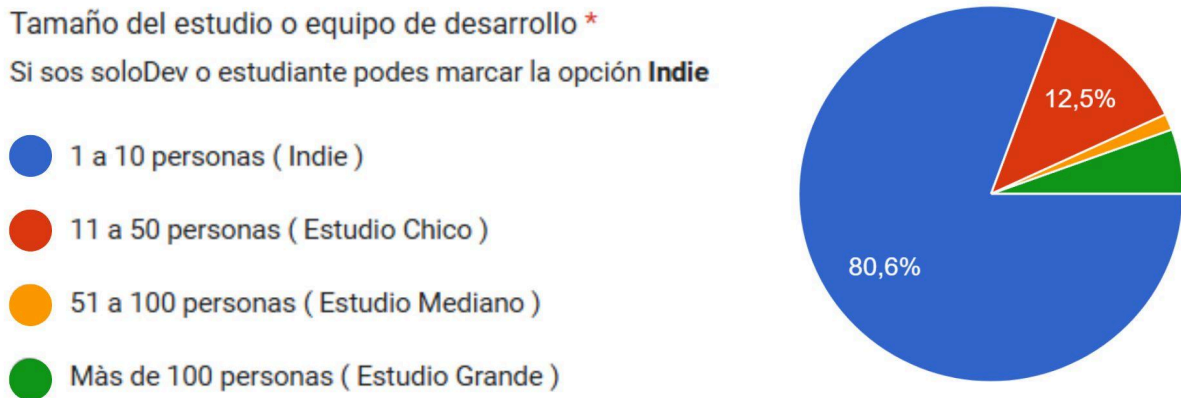 Tamaño del estudio o equipo de desarrollo *
Si sos soloDev o estudiante podes marcar la opción Indie
1 a 10 personas ( Indie )
11 a 50 personas ( Estudio Chico )
51 a 100 personas ( Estudio Mediano )
Màs de 100 personas ( Estudio Grande )
12,5%
80,6%